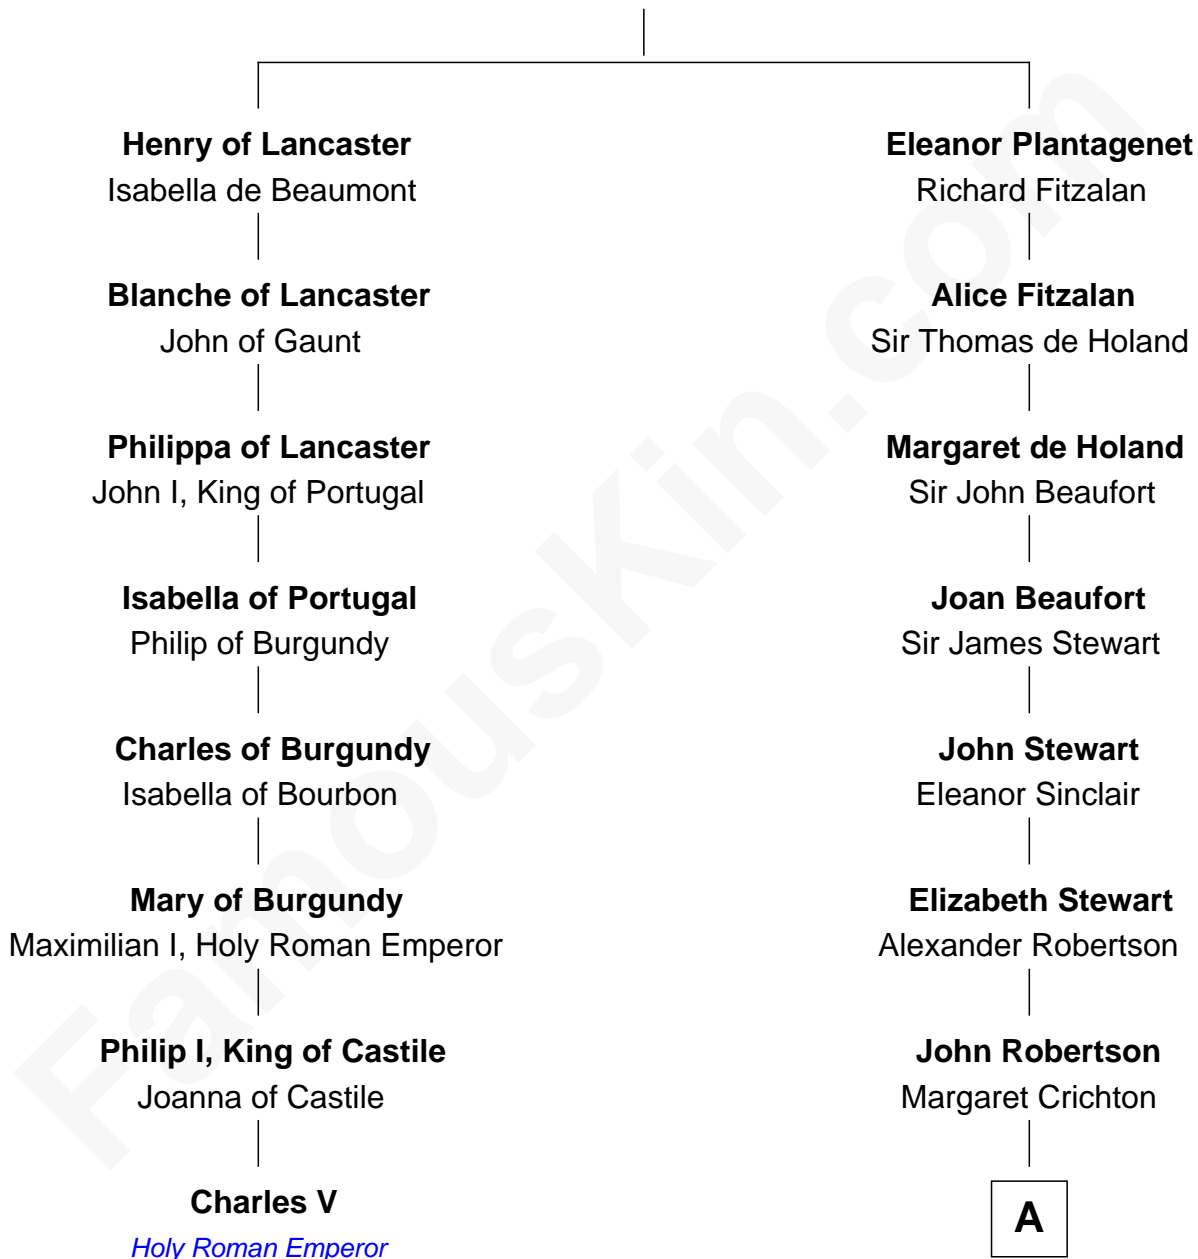 Henry of Lancaster
Isabella de Beaumont
Blanche of Lancaster
John of Gaunt
Philippa of Lancaster
John I, King of Portugal
Isabella of Portugal
Philip of Burgundy
Charles of Burgundy
Isabella of Bourbon
Mary of Burgundy
Maximilian I, Holy Roman Emperor
Philip I, King of Castile
Joanna of Castile
Charles V
Holy Roman Emperor
Eleanor Plantagenet
Richard Fitzalan
Alice Fitzalan
Sir Thomas de Holand
Margaret de Holand
Sir John Beaufort
Joan Beaufort
Sir James Stewart
John Stewart
Eleanor Sinclair
Elizabeth Stewart
Alexander Robertson
John Robertson
Margaret Crichton
A
FamousKin.com